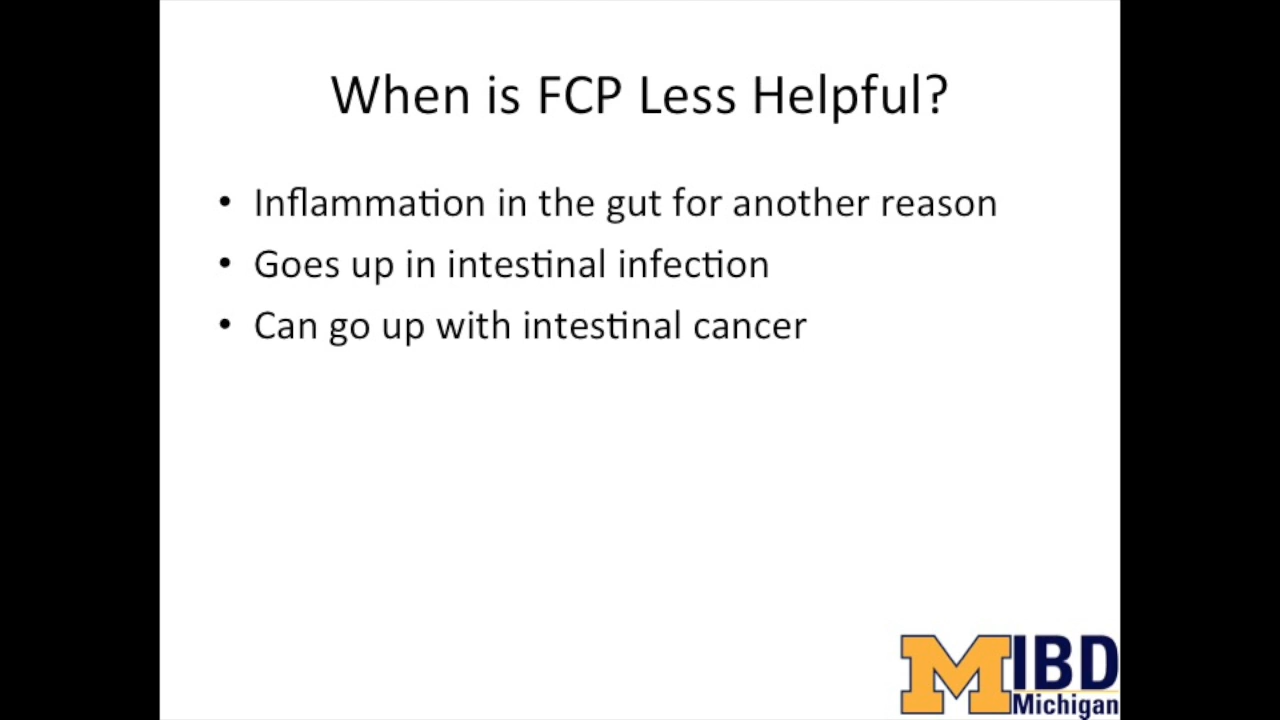 When is FCP Less Helpful?
• Inflammation in the gut for another reason
• Goes up in intestinal infection
• Can go up with intestinal cancer
M IBD
Michigan